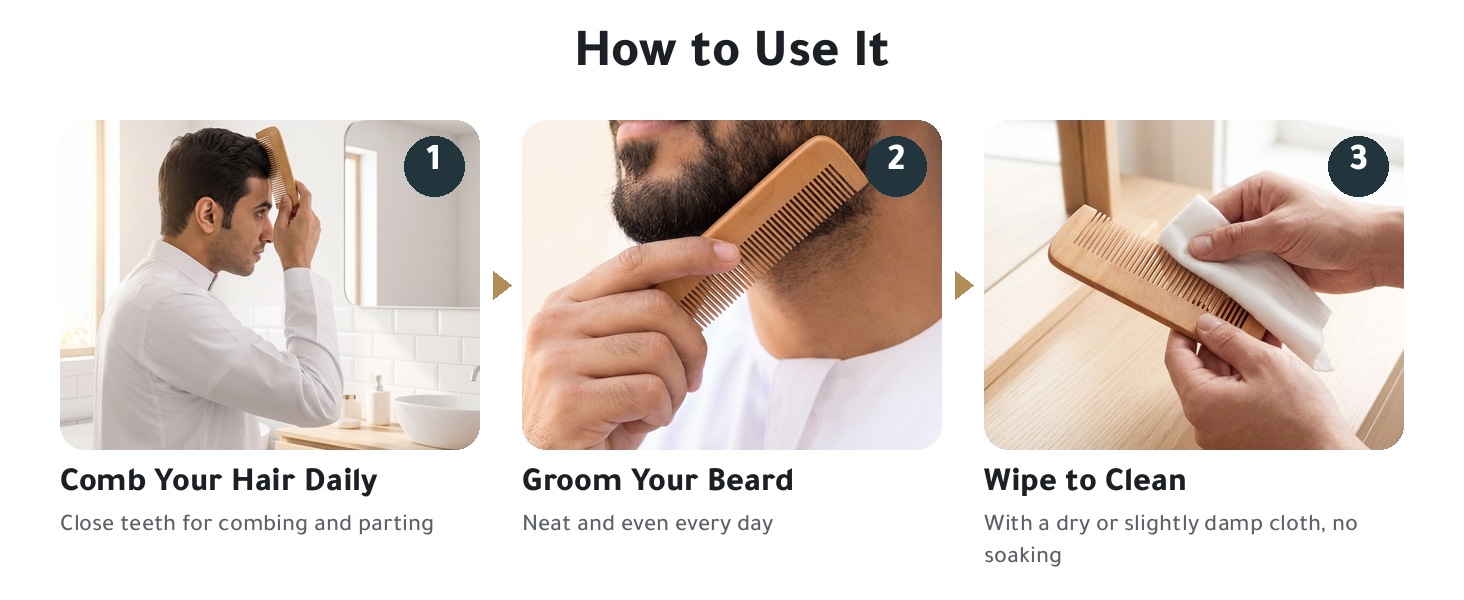 How to Use It
1
2
3
Comb Your Hair Daily
Close teeth for combing and parting
Groom Your Beard
Neat and even every day
Wipe to Clean
With a dry or slightly damp cloth, no
soaking